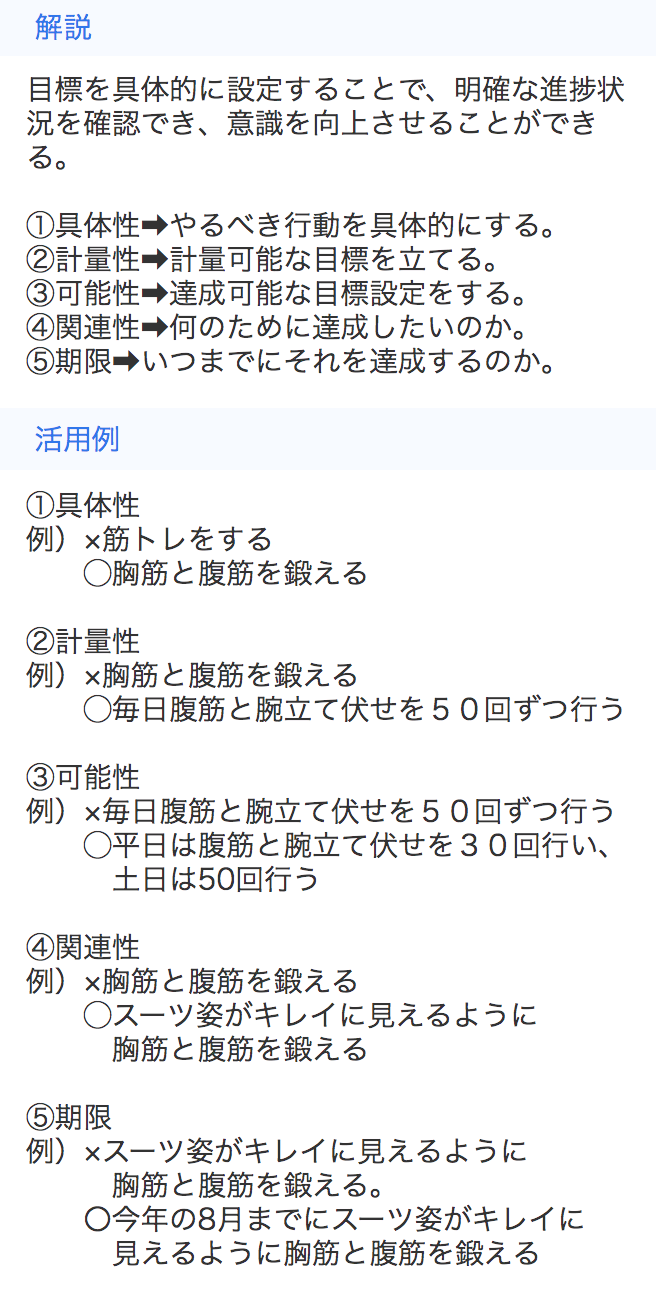 解説
目標を具体的に設定することで、明確な進捗状
況を確認でき、意識を向上させることができ
る。
①具体性➡やるべき行動を具体的にする。
②計量性➡計量可能な目標を立てる。
③可能性➡達成可能な目標設定をする。
④関連性➡何のために達成したいのか。
⑤期限➡いつまでにそれを達成するのか。
活用例
①具体性
例）×筋トレをする
◯胸筋と腹筋を鍛える
②計量性
例）×胸筋と腹筋を鍛える
◯毎日腹筋と腕立て伏せを５０回ずつ行う
③可能性
例）×毎日腹筋と腕立て伏せを５０回ずつ行う
◯平日は腹筋と腕立て伏せを３０回行い、
土日は50回行う
④関連性
例）×胸筋と腹筋を鍛える
◯スーツ姿がキレイに見えるように
胸筋と腹筋を鍛える
⑤期限
例）×スーツ姿がキレイに見えるように
胸筋と腹筋を鍛える。
〇今年の8月までにスーツ姿がキレイに
見えるように胸筋と腹筋を鍛える